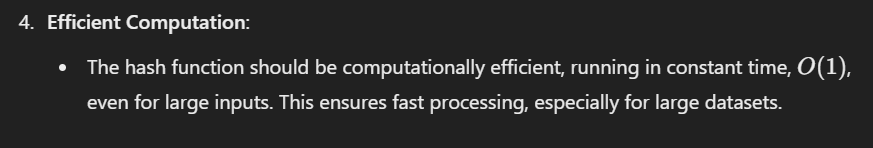 4. Efficient Computation:
• The hash function should be computationally efficient, running in constant time, O(1),
even for large inputs. This ensures fast processing, especially for large datasets.